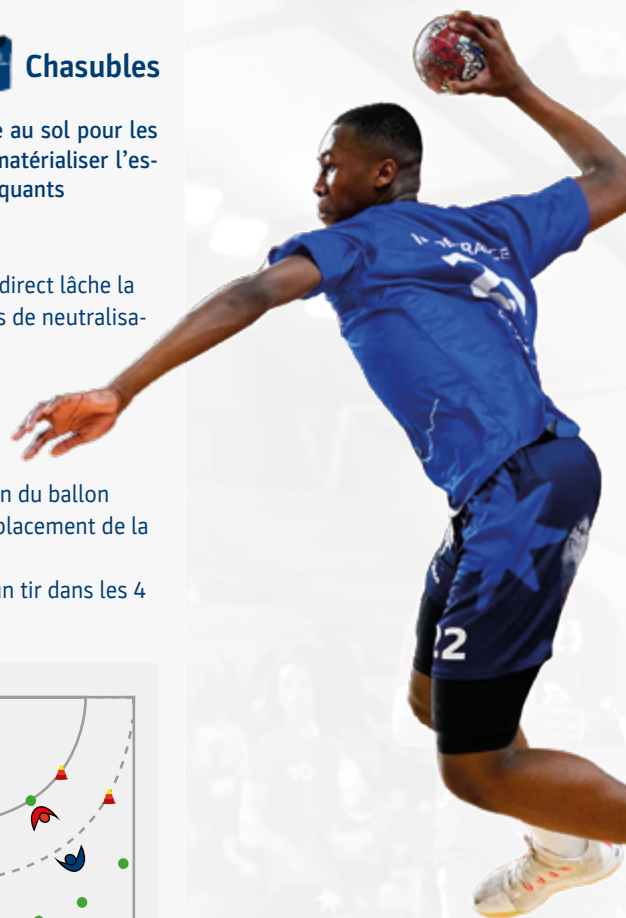 Chasubles
e au sol pour les
matérialiser l’es-
quants
direct lâche la
s de neutralisa-
n du ballon
placement de la
un tir dans les 4
22